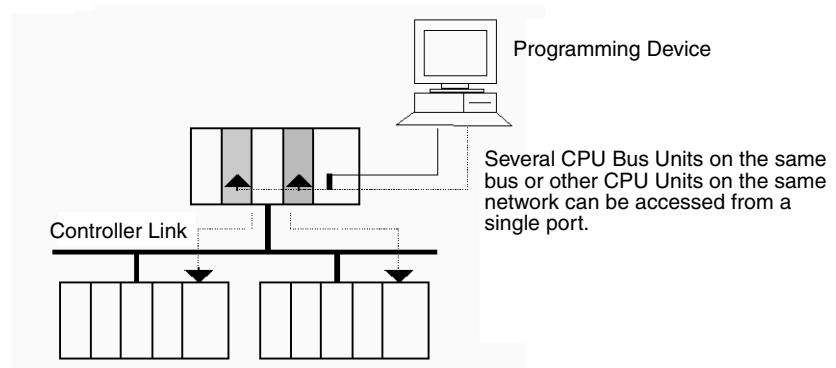 Programming Device
Several CPU Bus Units on the same
bus or other CPU Units on the same
network can be accessed from a
single port.
Controller Link